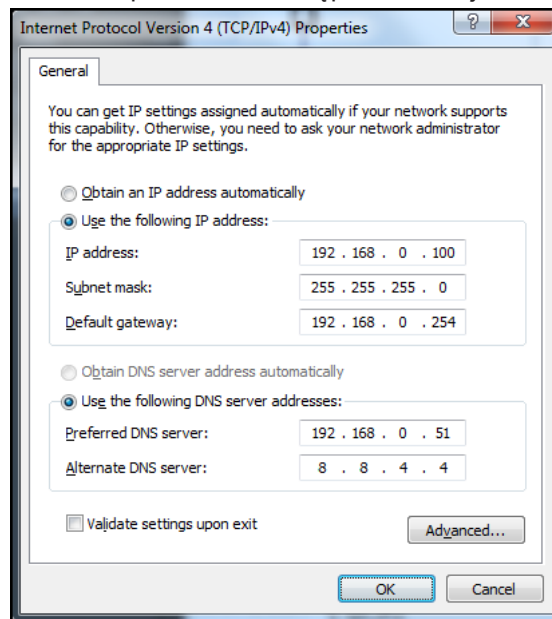 Internet Protocol Version 4 (TCP/IPv4) Properties
General
You can get IP settings assigned automatically if your network supports
this capability. Otherwise, you need to ask your network administrator
for the appropriate IP settings.
Obtain an IP address automatically
Use the following IP address:
IP address: 192 . 168 . 0 . 100
Subnet mask: 255 . 255 . 255 . 0
Default gateway: 192 . 168 . 0 . 254
Obtain DNS server address automatically
Use the following DNS server addresses:
Preferred DNS server: 192 . 168 . 0 . 51
Alternate DNS server: 8 . 8 . 4 . 4
Validate settings upon exit
Advanced...
OK Cancel